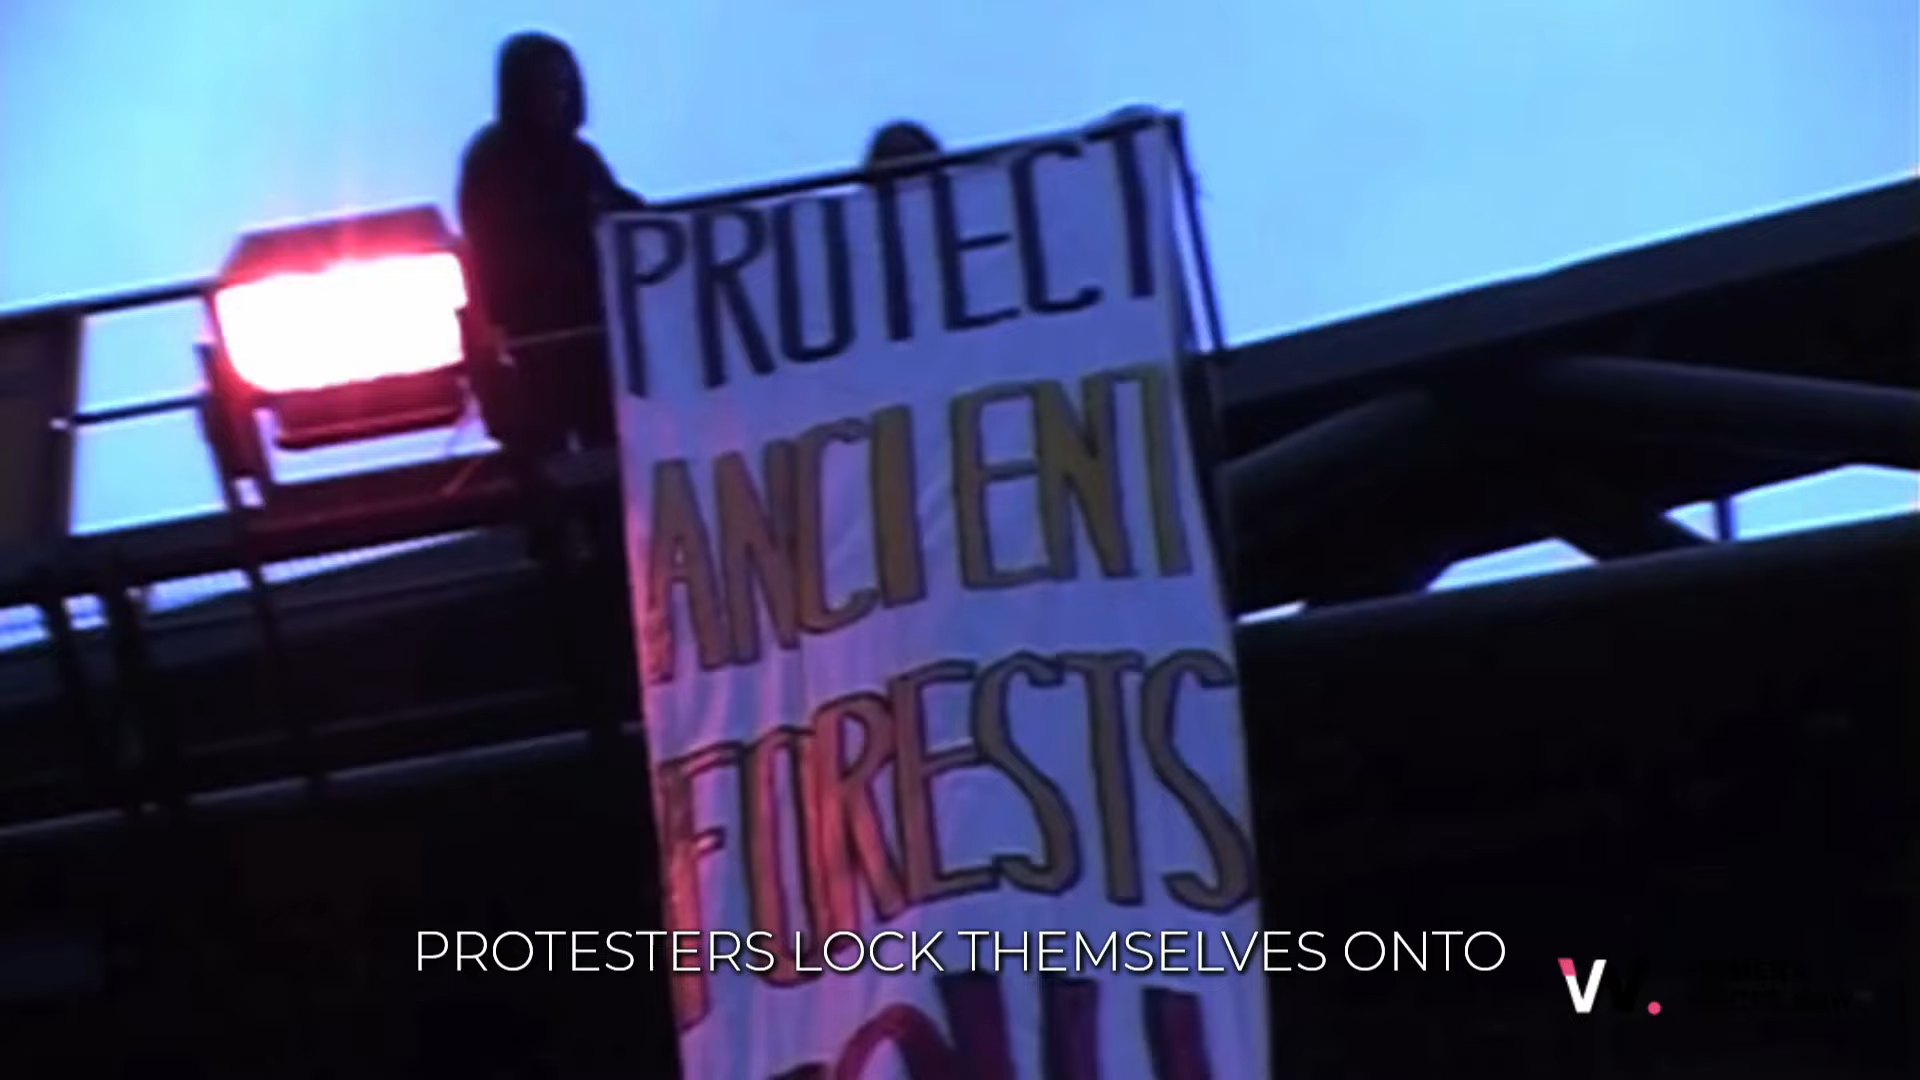 PROTECT
ANCIENT
FORESTS
PROTESTERS LOCK THEMSELVES ONTO
W.